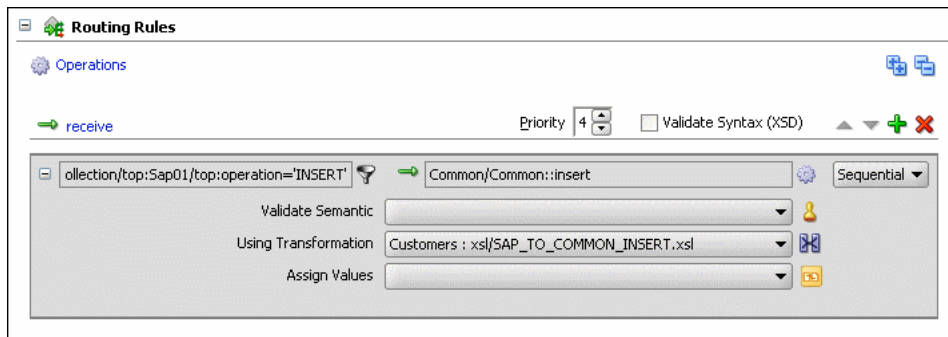 Routing Rules
Operations
receive Priority 4 Validate Syntax (XSD)
ollection/top:Sap01/top:operation='INSERT' Common/Common::insert Sequential
Validate Semantic
Using Transformation Customers : xsl/SAP_TO_COMMON_INSERT.xsl
Assign Values